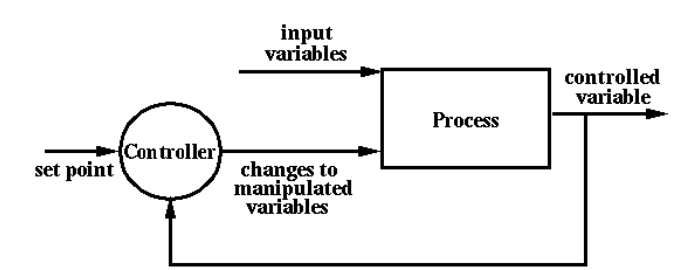 input
variables
controlled
variable
Process
Controller
set point
changes to
manipulated
variables